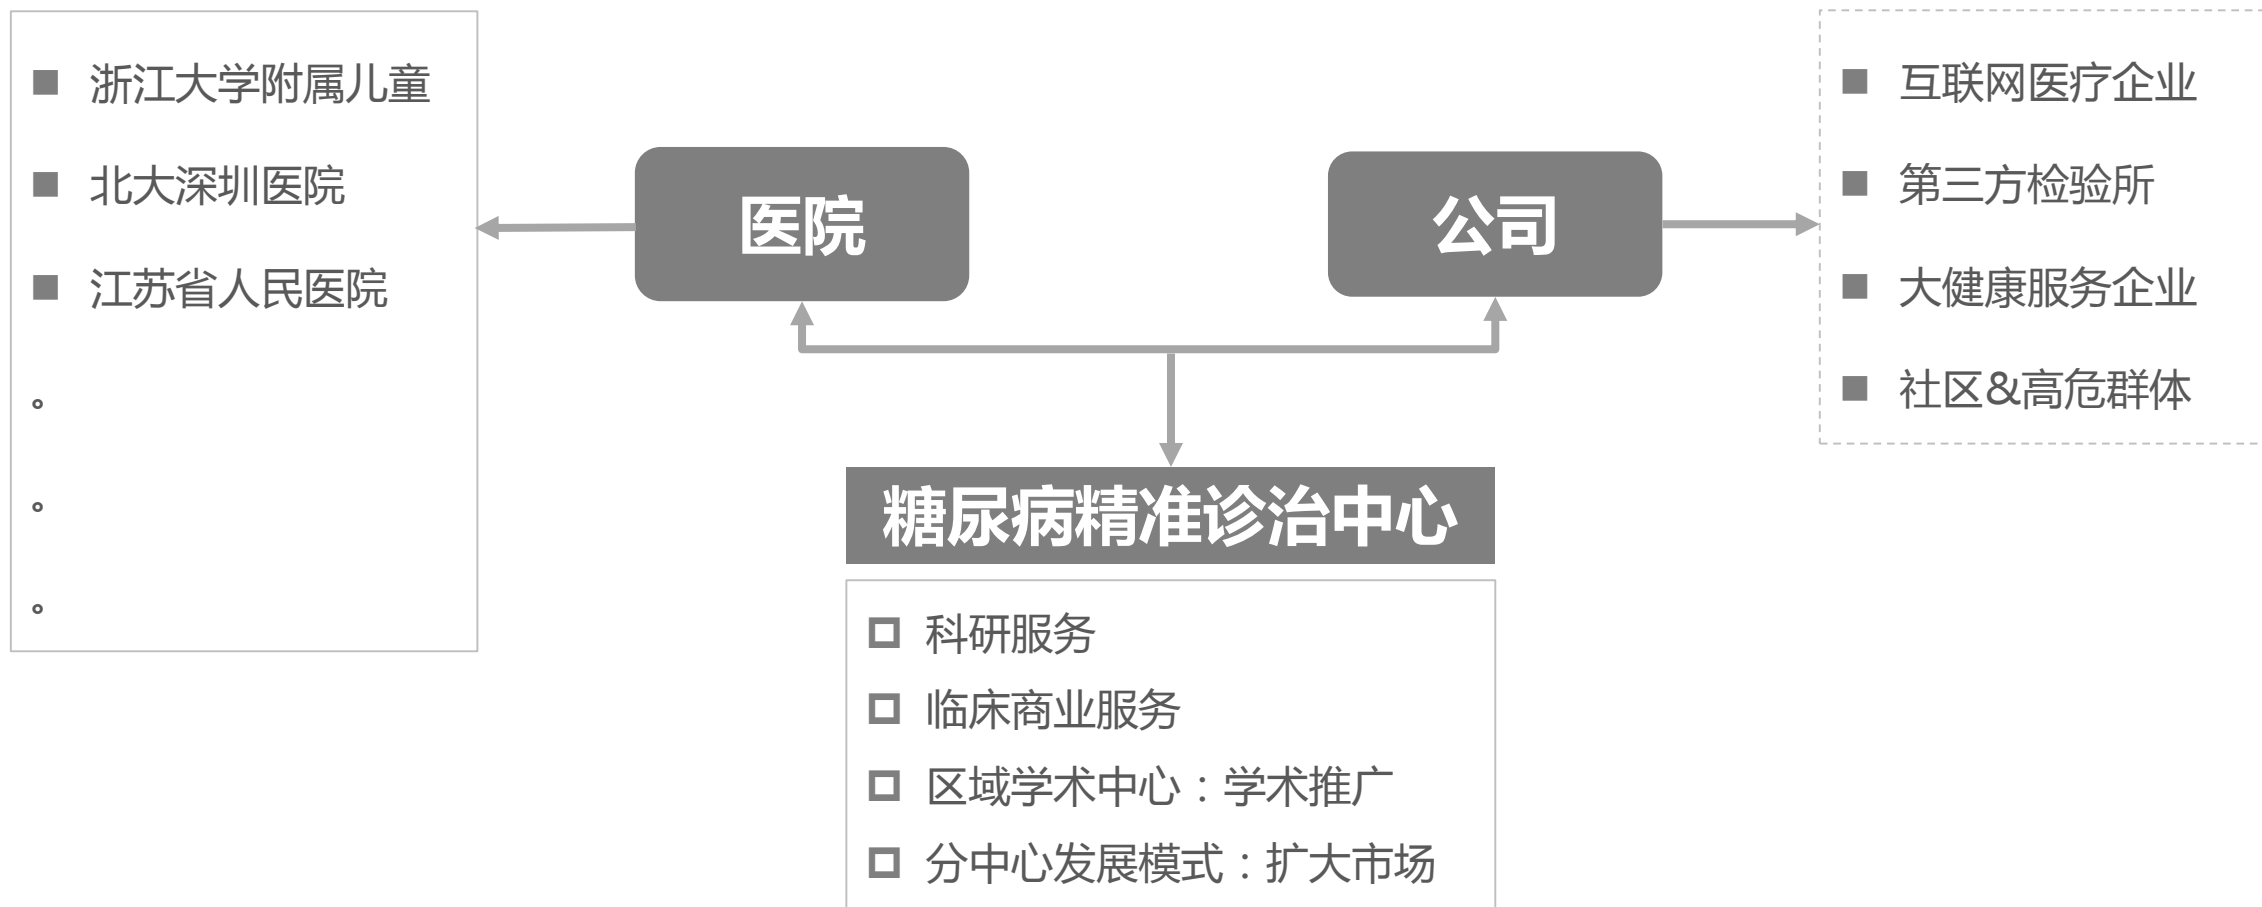 浙江大学附属儿童
北大深圳医院
江苏省人民医院
。
。
。
医院
公司
互联网医疗企业
第三方检验所
大健康服务企业
社区&高危群体
糖尿病精准诊治中心
科研服务
临床商业服务
区域学术中心：学术推广
分中心发展模式：扩大市场